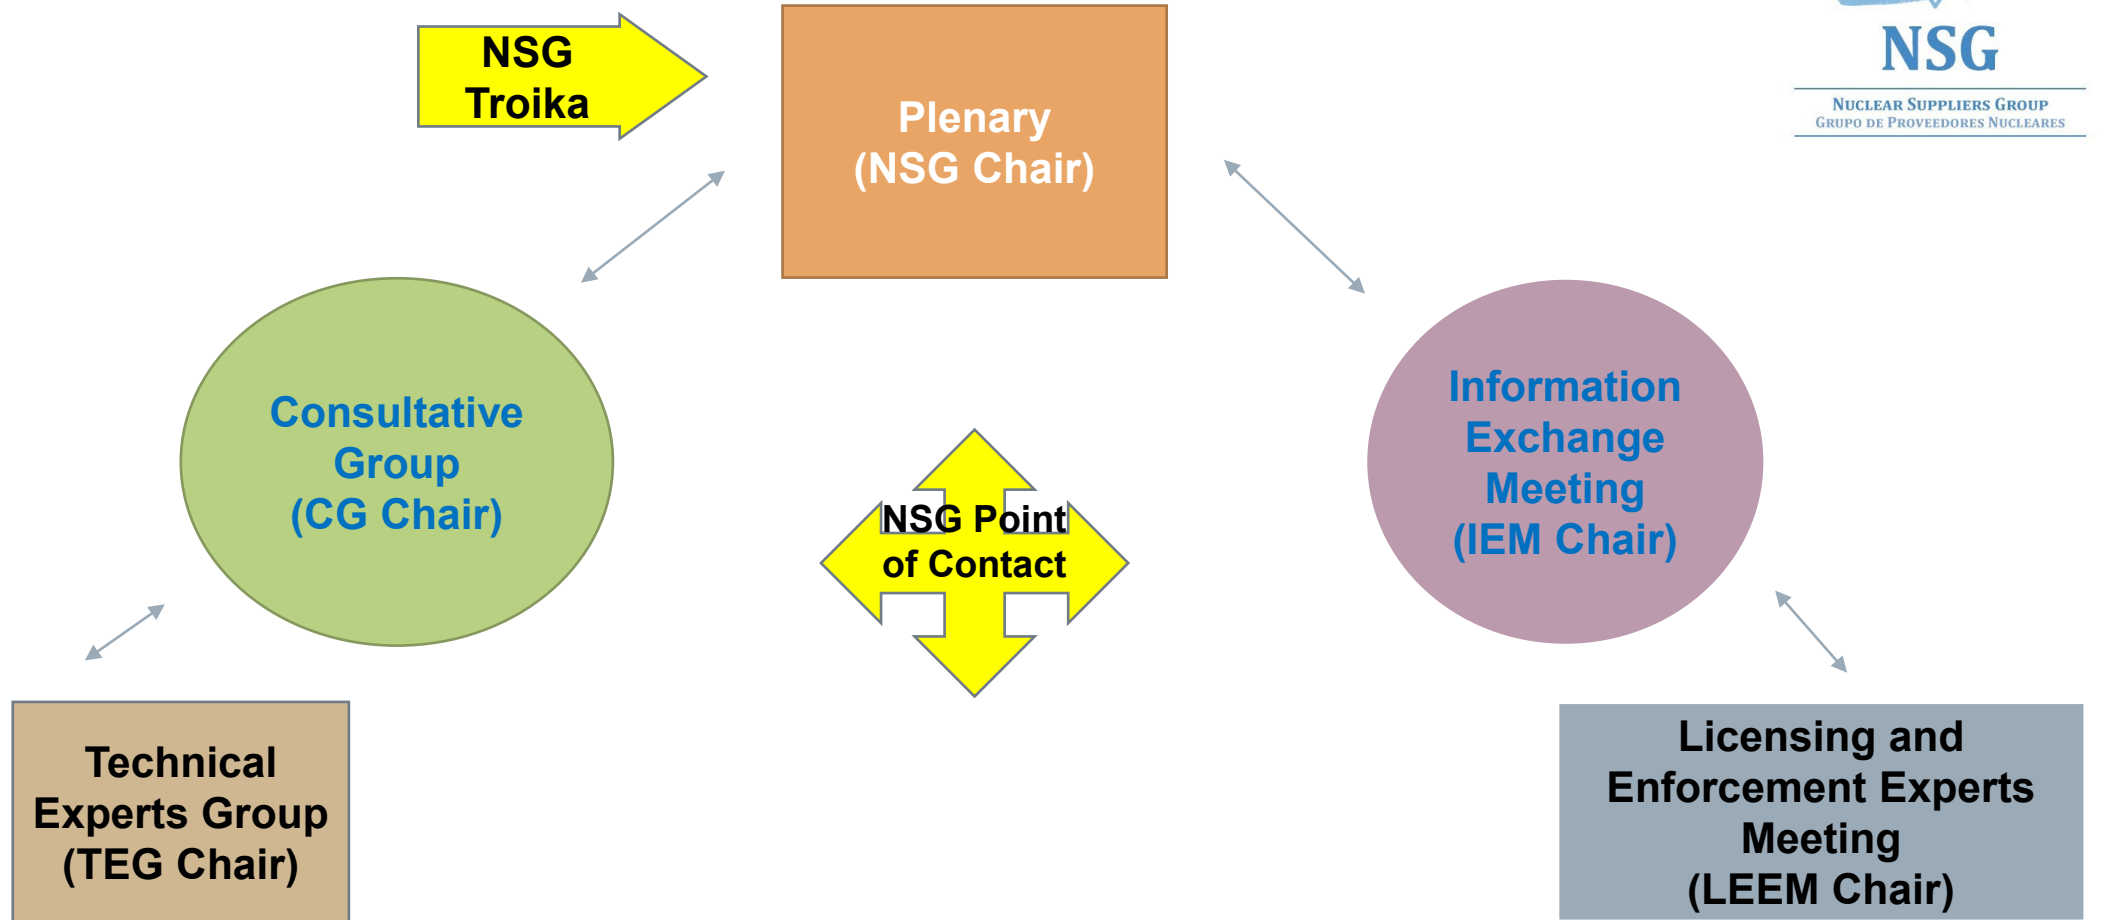 NSG
Troika
Plenary
(NSG Chair)
NSG
NUCLEAR SUPPLIERS GROUP
GRUPO DE PROVEEDORES NUCLEARES
Consultative
Group
(CG Chair)
Information
Exchange
Meeting
(IEM Chair)
NSG Point
of Contact
Technical
Experts Group
(TEG Chair)
Licensing and
Enforcement Experts
Meeting
(LEEM Chair)